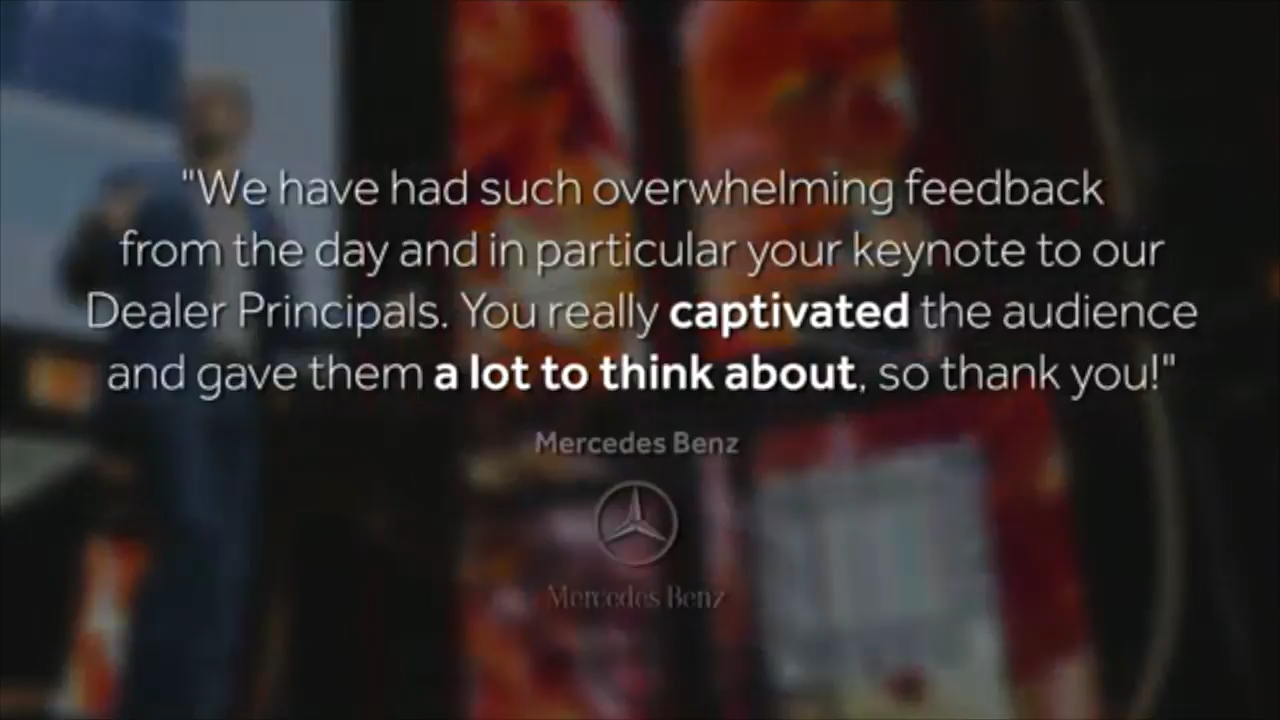 "We have had such overwhelming feedback
from the day and in particular your keynote to our
Dealer Principals. You really captivated the audience
and gave them a lot to think about, so thank you!"
Mercedes Benz
Mercedes Benz